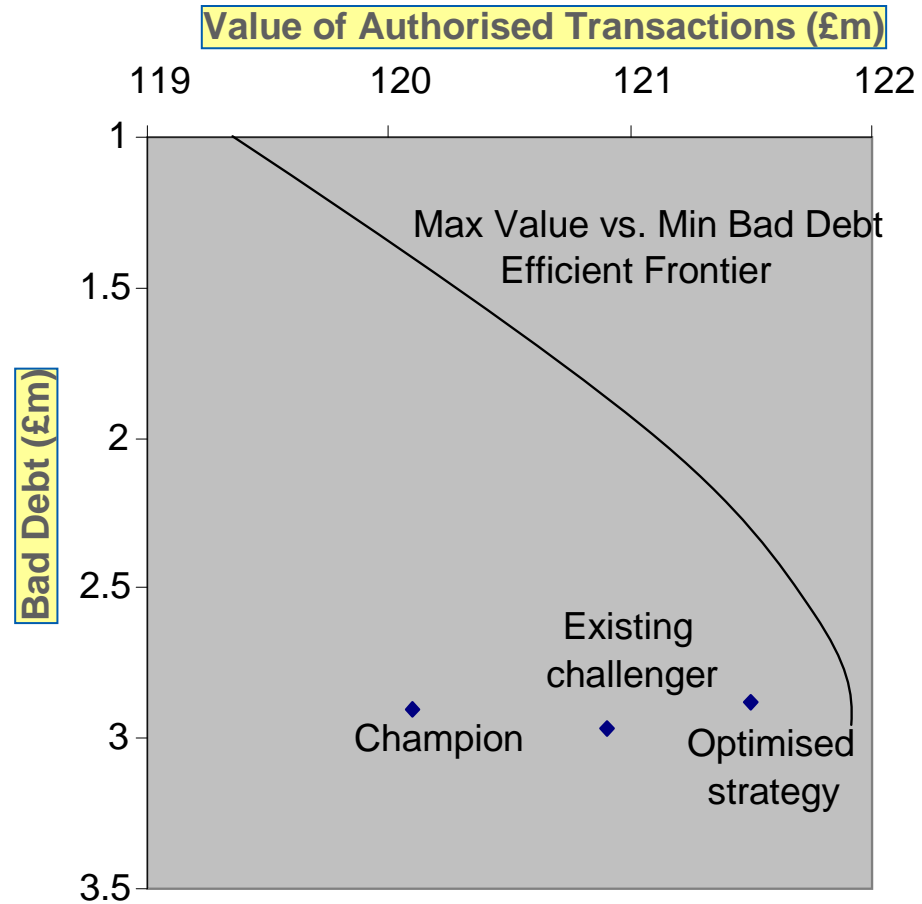 Value of Authorised Transactions (£m)
119 120 121 122
1
Max Value vs. Min Bad Debt
Efficient Frontier
1.5
Bad Debt (£m)
2
2.5
Existing
challenger
3
Champion
Optimised
strategy
3.5